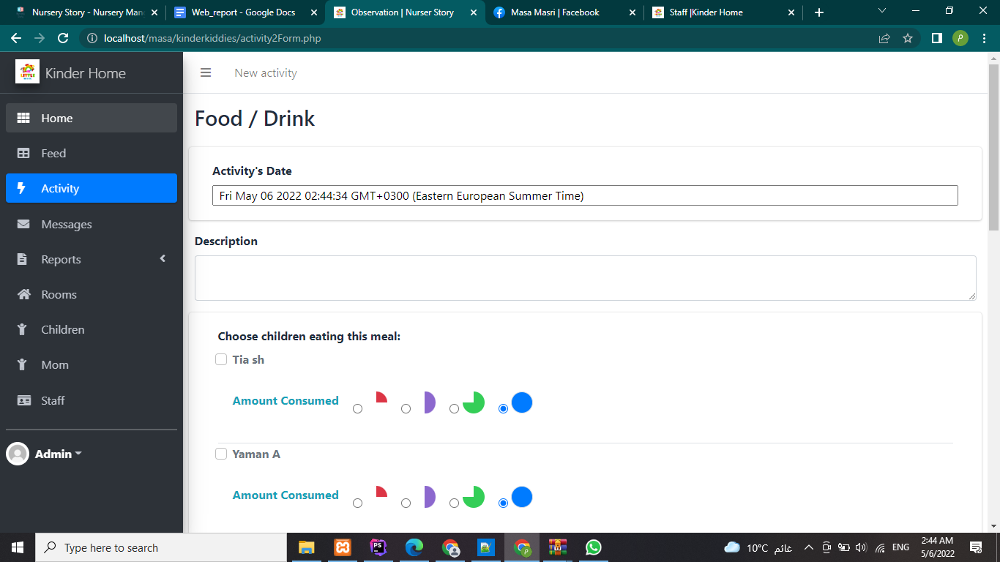 Nursery Story - Nursery Man
Web_report - Google Docs
Observation | Nurser Story
Masa Masri | Facebook
Staff |Kinder Home
localhost/masa/kinderkiddies/activity2Form.php
P
LITTLE
Kinder Home
New activity
Home
Feed
Activity
Messages
Reports
Rooms
Children
Mom
Staff
Admin
Food / Drink
Activity's Date
Fri May 06 2022 02:44:34 GMT+0300 (Eastern European Summer Time)
Description
Choose children eating this meal:
Tia sh
Amount Consumed
Yaman A
Amount Consumed
Type here to search
PS
P
10°C غائم
ENG
2:44 AM
5/6/2022